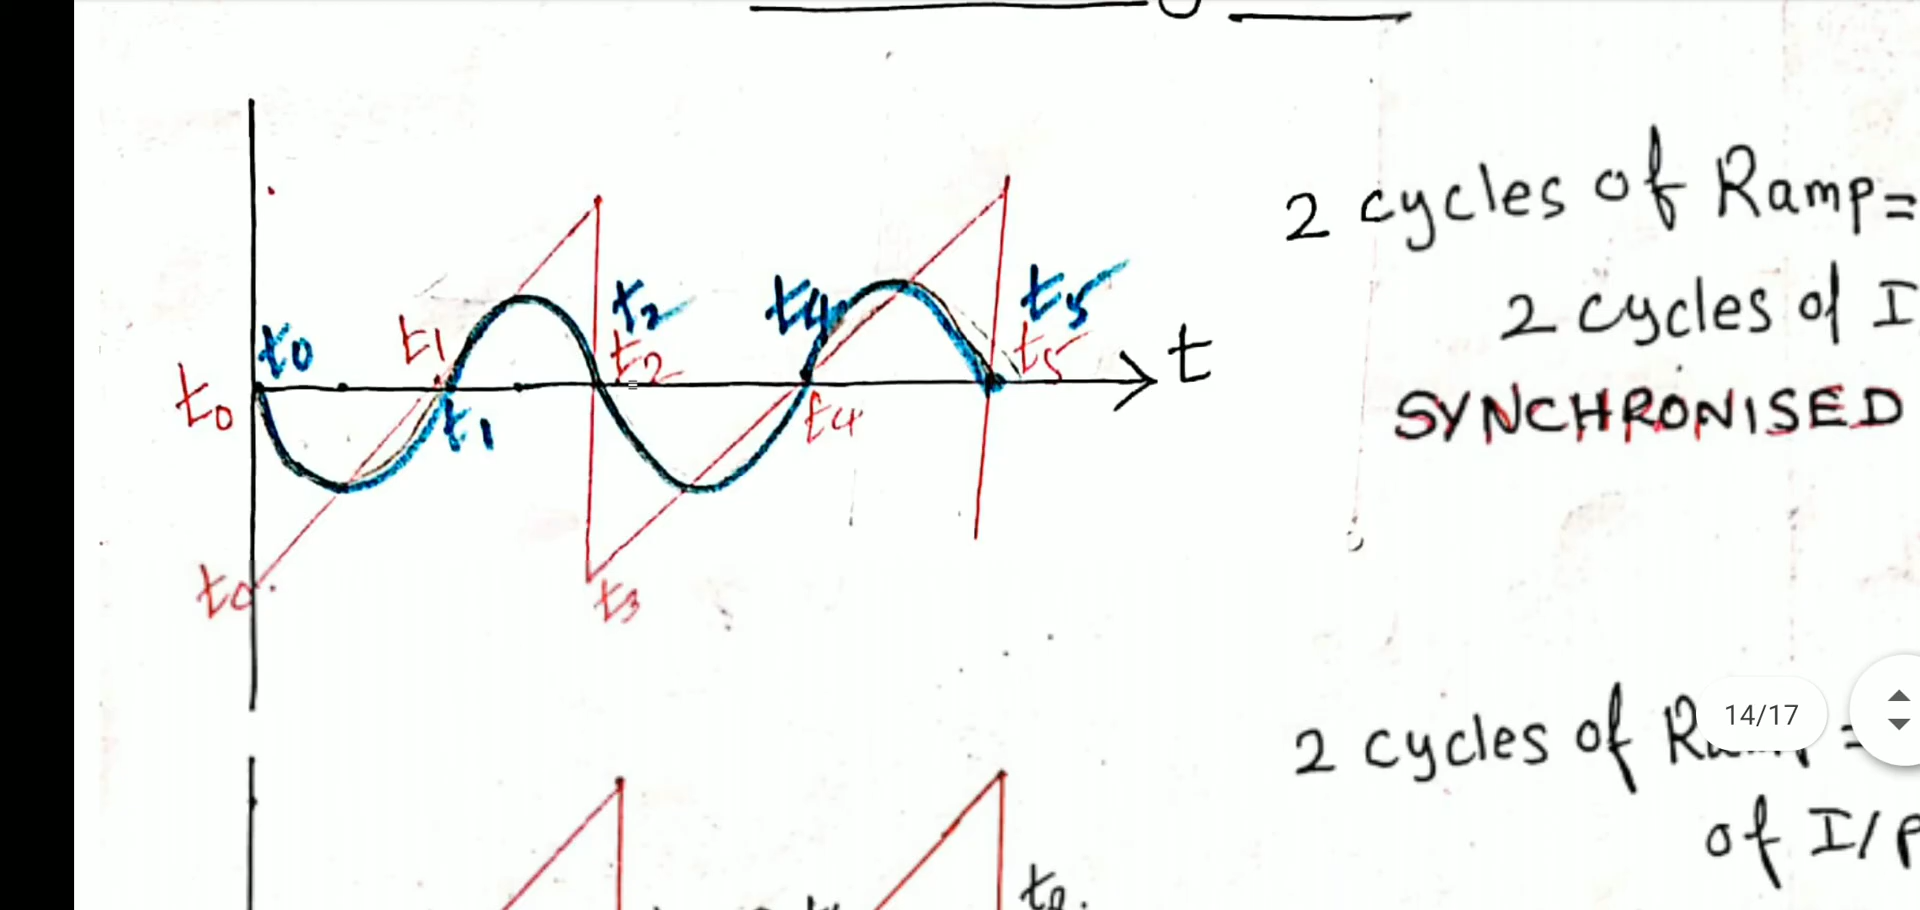 t5
t2
t4
t5
t1
t0
t2
t
t0
t4
t1
t0
t3
2 cycles of Ramp=
2 cycles of I
SYNCHRONISED
14/17
2 cycles of
of I/P